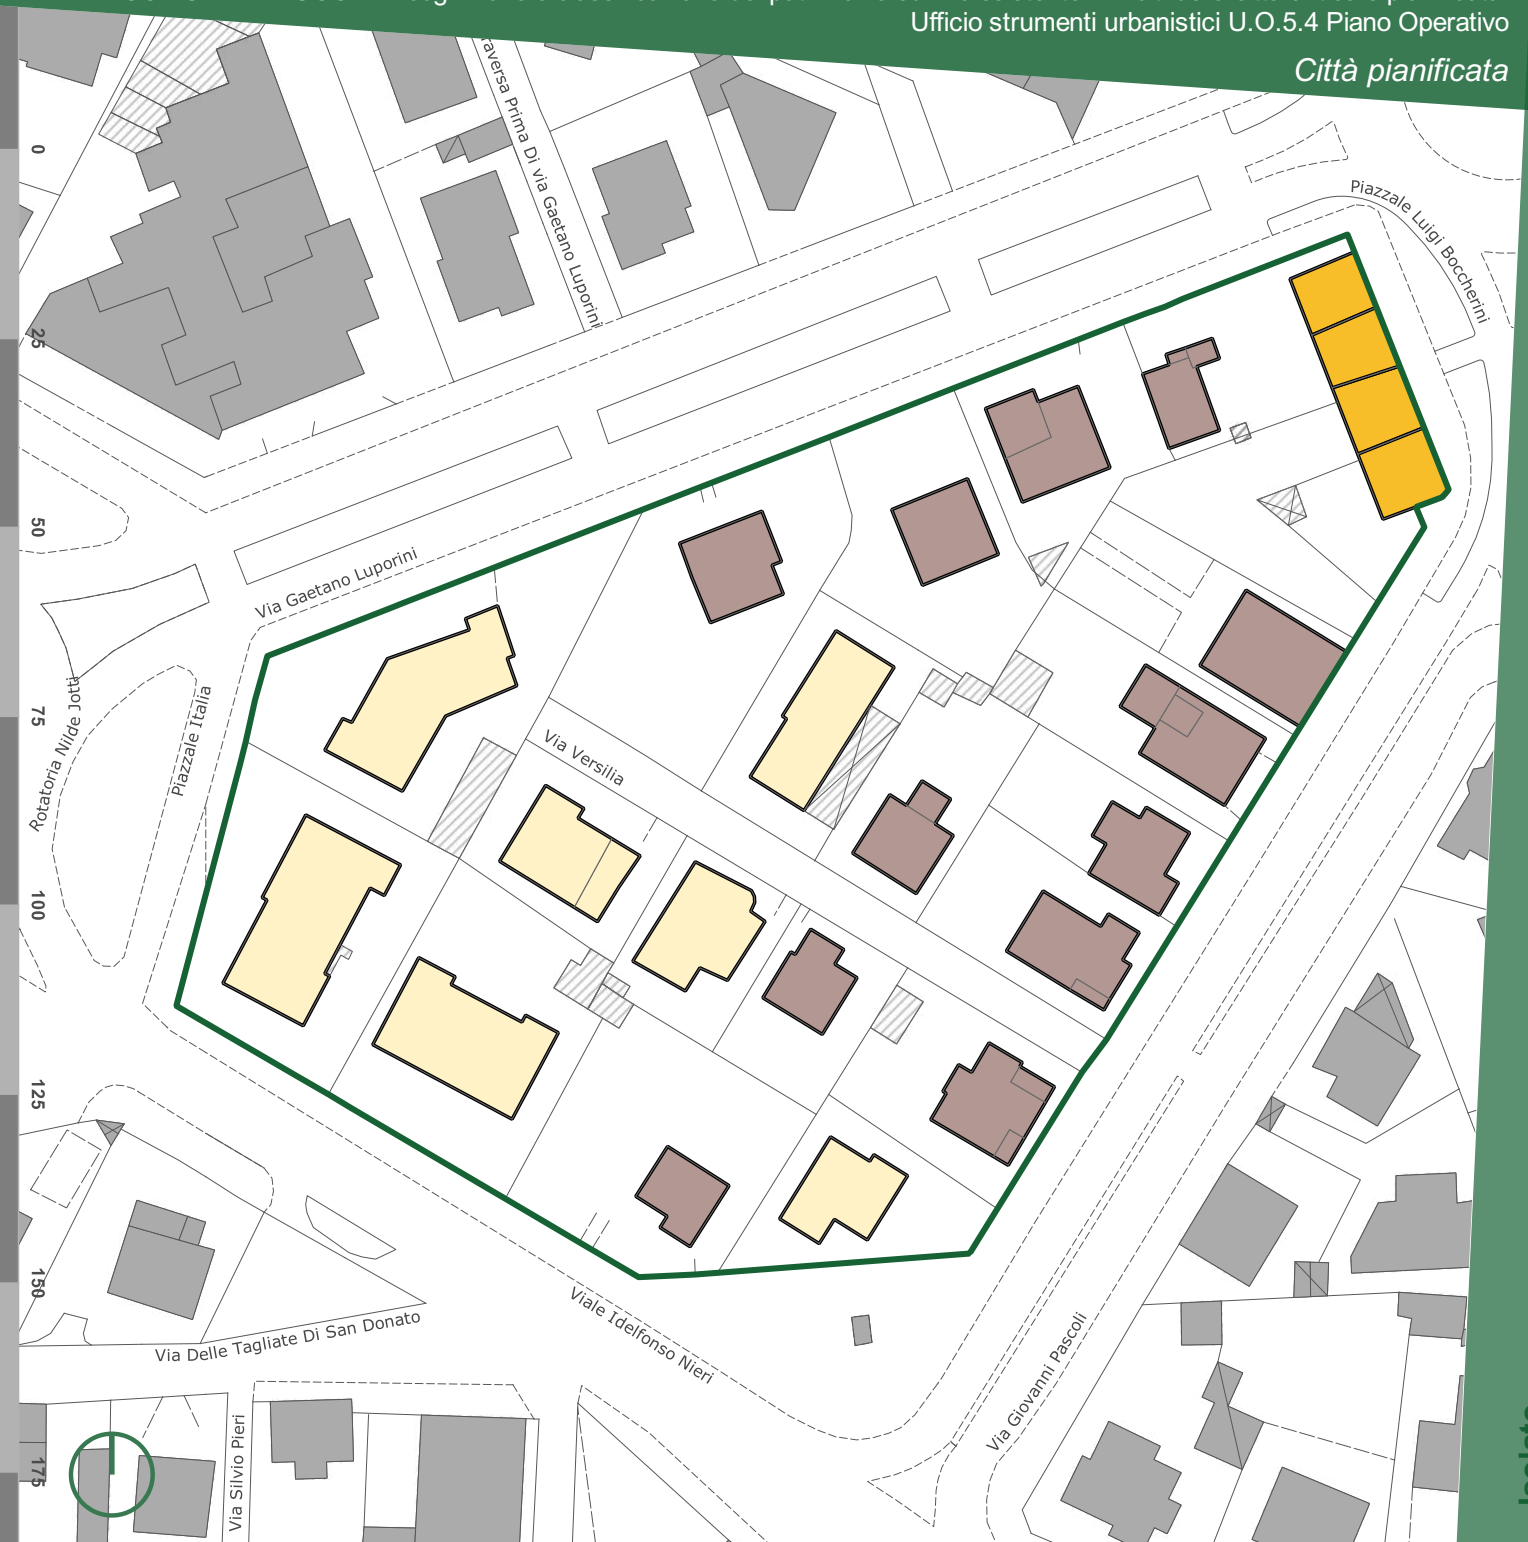 Ufficio strumenti urbanistici U.O.5.4 Piano Operativo
Città pianificata
Piazzale Luigi Boccherini
raversa Prima Di via Gaetano Luporini
Via Gaetano Luporini
Rotatoria Nilde Jotti
Piazzale Italia
Via Versilia
Viale Idelfonso Nieri
Via Delle Tagliate Di San Donato
Via Giovanni Pascoli
Via Silvio Pieri
0
25
50
75
100
125
150
175